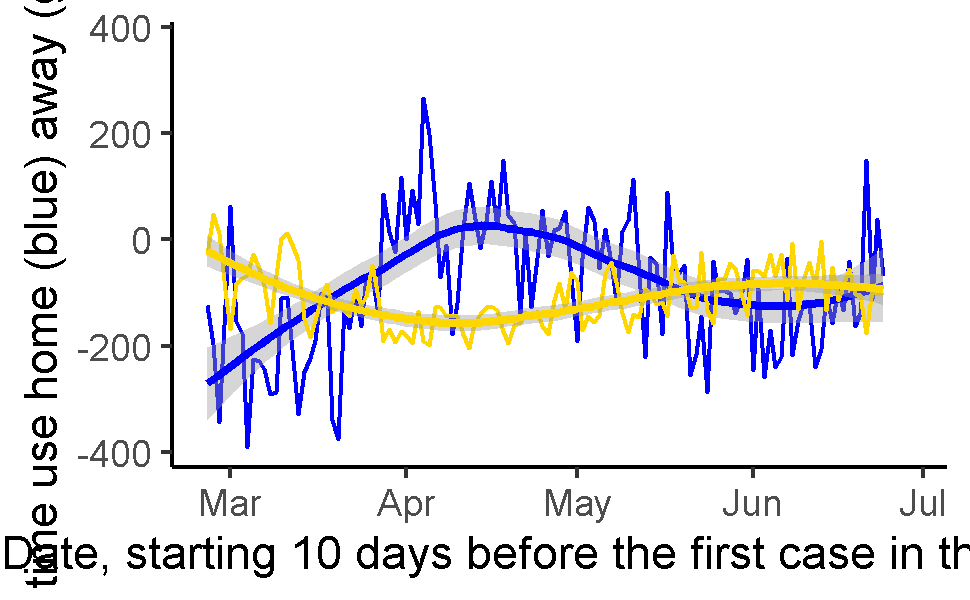 400
200
0
-200
-400
time use home (blue) away (
Mar Apr May Jun Jul
Date, starting 10 days before the first case in th